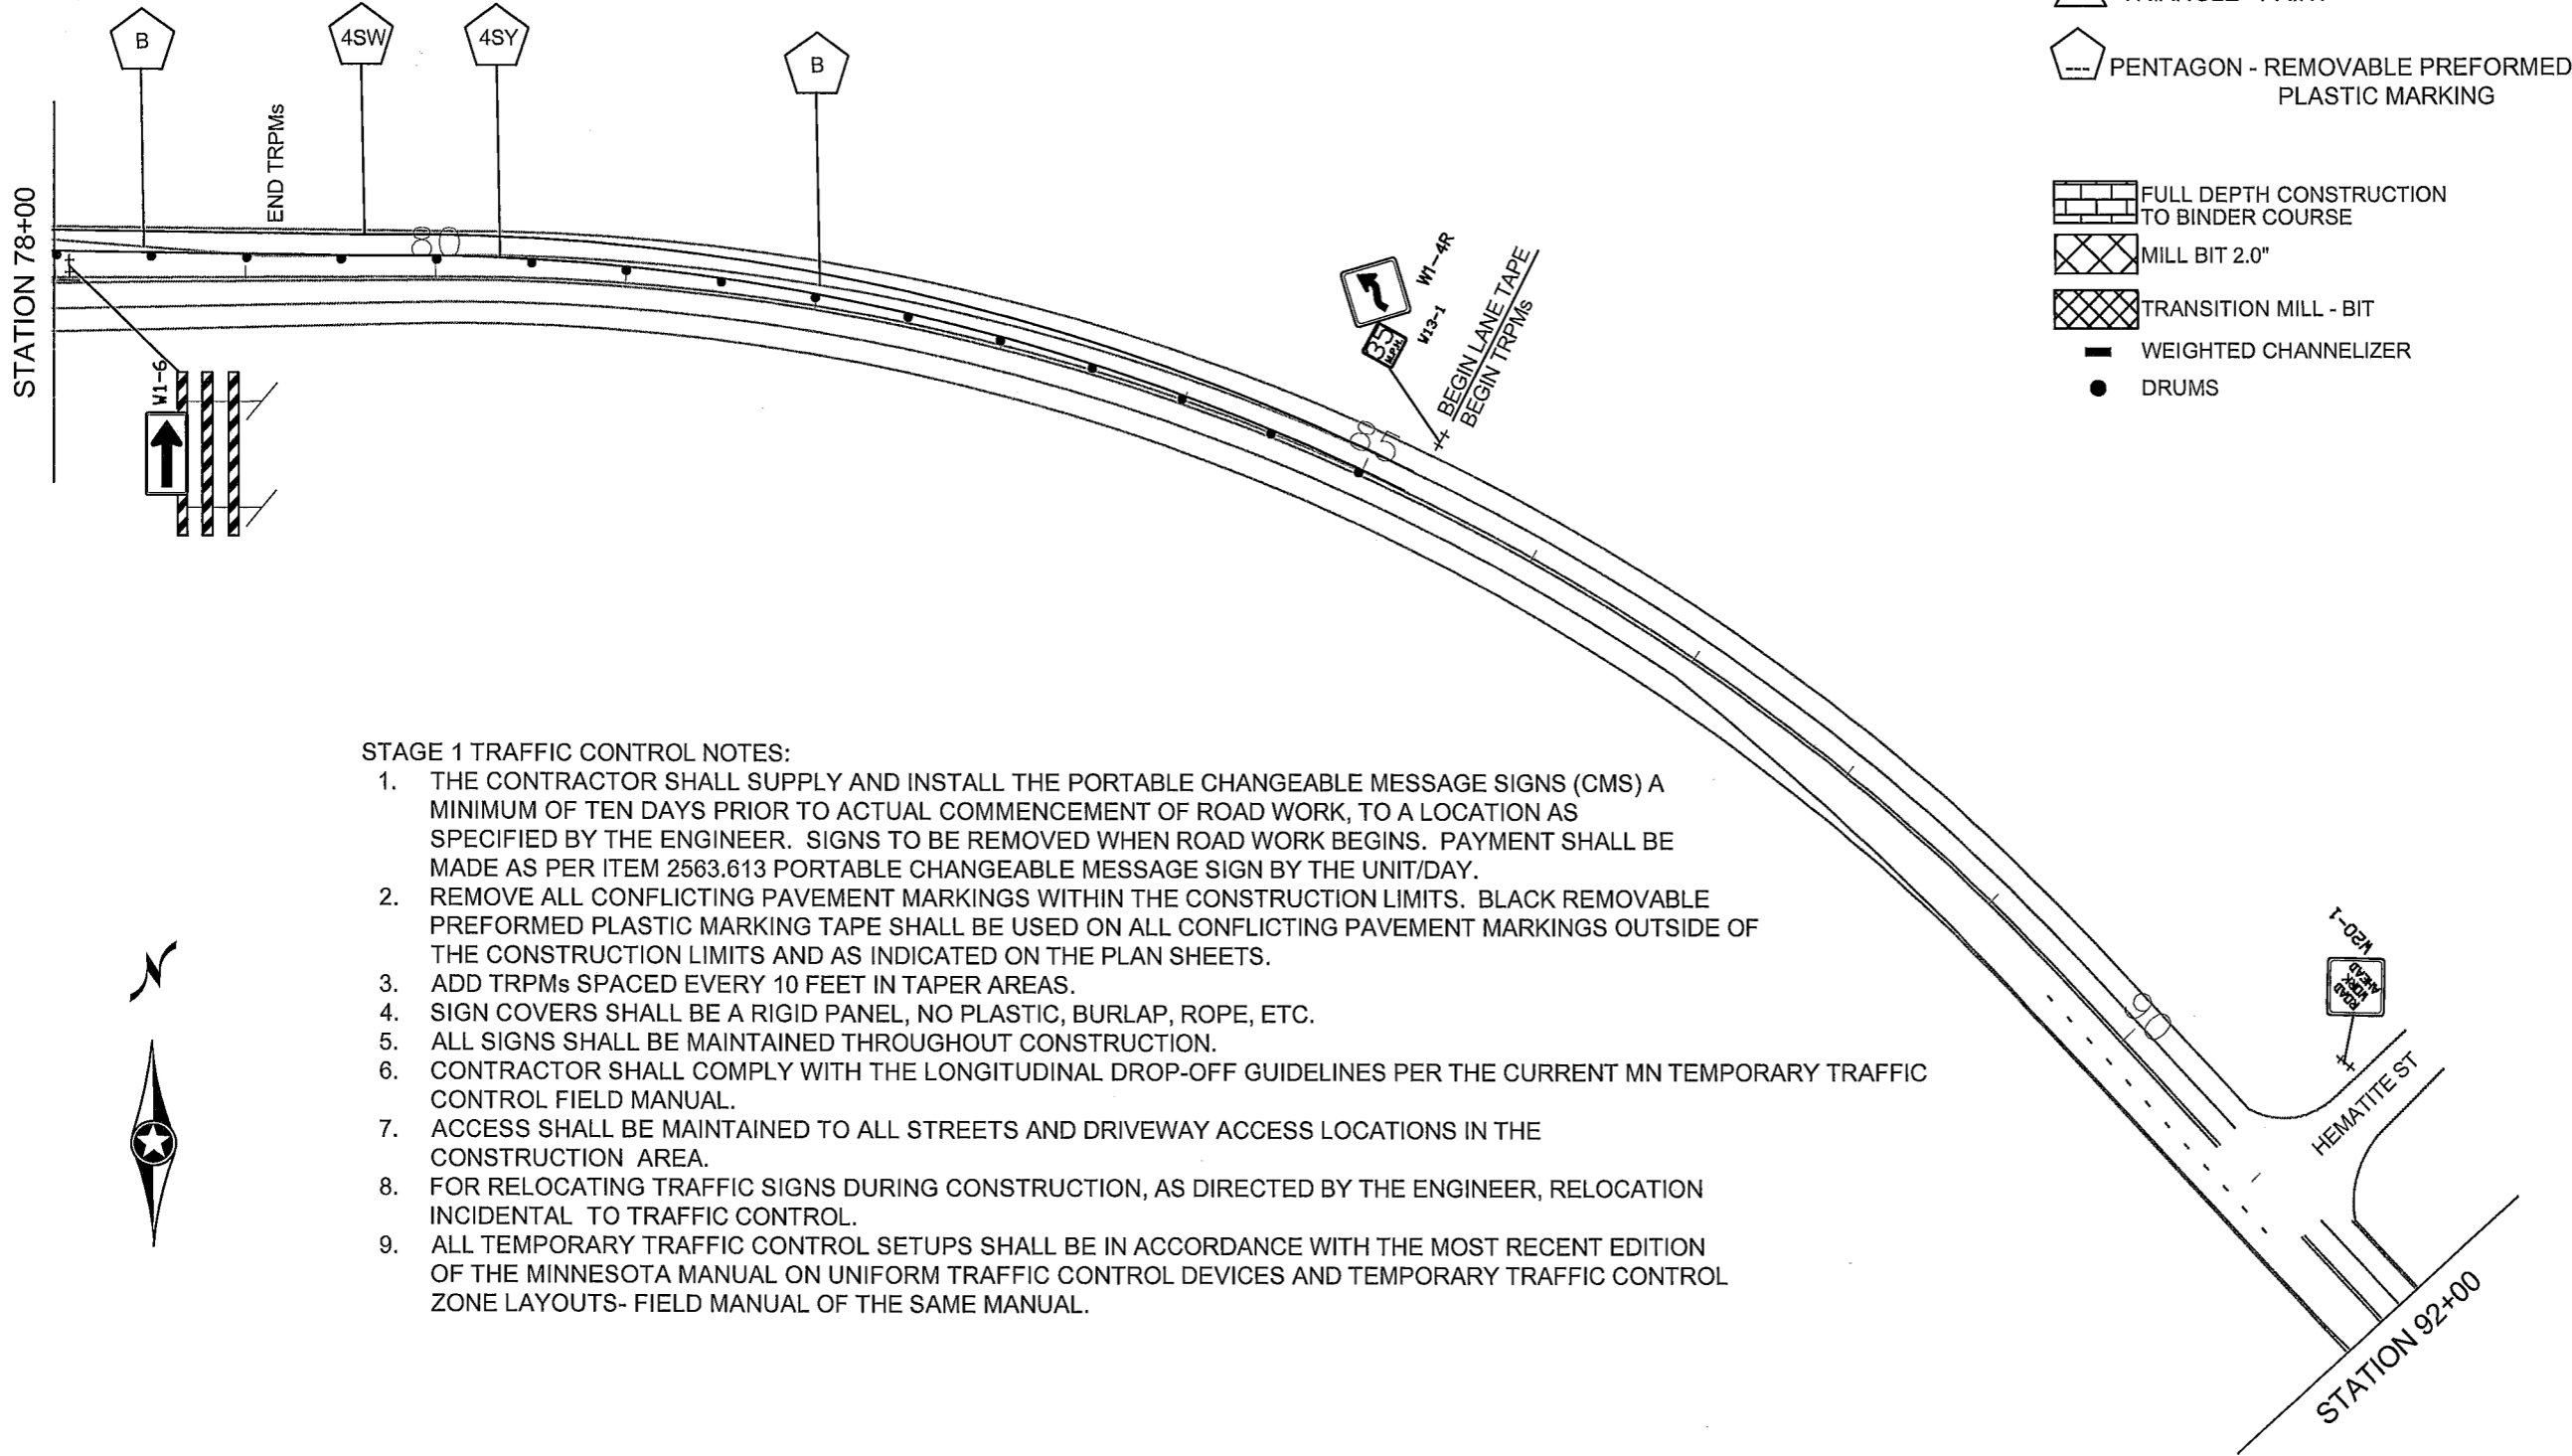 TRIANGLE - PAINT
B
4SW
4SY
B
--- PENTAGON - REMOVABLE PREFORMED
PLASTIC MARKING
END TRPMs
STATION 78+00
80
W1-6
FULL DEPTH CONSTRUCTION
TO BINDER COURSE
MILL BIT 2.0"
TRANSITION MILL - BIT
WEIGHTED CHANNELIZER
DRUMS
W1-4R
35
M.P.H.
W13-1
BEGIN LANE TAPE
BEGIN TRPMs
85
STAGE 1 TRAFFIC CONTROL NOTES:
1. THE CONTRACTOR SHALL SUPPLY AND INSTALL THE PORTABLE CHANGEABLE MESSAGE SIGNS (CMS) A
MINIMUM OF TEN DAYS PRIOR TO ACTUAL COMMENCEMENT OF ROAD WORK, TO A LOCATION AS
SPECIFIED BY THE ENGINEER. SIGNS TO BE REMOVED WHEN ROAD WORK BEGINS. PAYMENT SHALL BE
MADE AS PER ITEM 2563.613 PORTABLE CHANGEABLE MESSAGE SIGN BY THE UNIT/DAY.
2. REMOVE ALL CONFLICTING PAVEMENT MARKINGS WITHIN THE CONSTRUCTION LIMITS. BLACK REMOVABLE
PREFORMED PLASTIC MARKING TAPE SHALL BE USED ON ALL CONFLICTING PAVEMENT MARKINGS OUTSIDE OF
THE CONSTRUCTION LIMITS AND AS INDICATED ON THE PLAN SHEETS.
3. ADD TRPMs SPACED EVERY 10 FEET IN TAPER AREAS.
4. SIGN COVERS SHALL BE A RIGID PANEL, NO PLASTIC, BURLAP, ROPE, ETC.
5. ALL SIGNS SHALL BE MAINTAINED THROUGHOUT CONSTRUCTION.
6. CONTRACTOR SHALL COMPLY WITH THE LONGITUDINAL DROP-OFF GUIDELINES PER THE CURRENT MN TEMPORARY TRAFFIC
CONTROL FIELD MANUAL.
7. ACCESS SHALL BE MAINTAINED TO ALL STREETS AND DRIVEWAY ACCESS LOCATIONS IN THE
CONSTRUCTION AREA.
8. FOR RELOCATING TRAFFIC SIGNS DURING CONSTRUCTION, AS DIRECTED BY THE ENGINEER, RELOCATION
INCIDENTAL TO TRAFFIC CONTROL.
9. ALL TEMPORARY TRAFFIC CONTROL SETUPS SHALL BE IN ACCORDANCE WITH THE MOST RECENT EDITION
OF THE MINNESOTA MANUAL ON UNIFORM TRAFFIC CONTROL DEVICES AND TEMPORARY TRAFFIC CONTROL
ZONE LAYOUTS- FIELD MANUAL OF THE SAME MANUAL.
N
W20-1
ROAD
WORK
AHEAD
90
HEMATITE ST
STATION 92+00